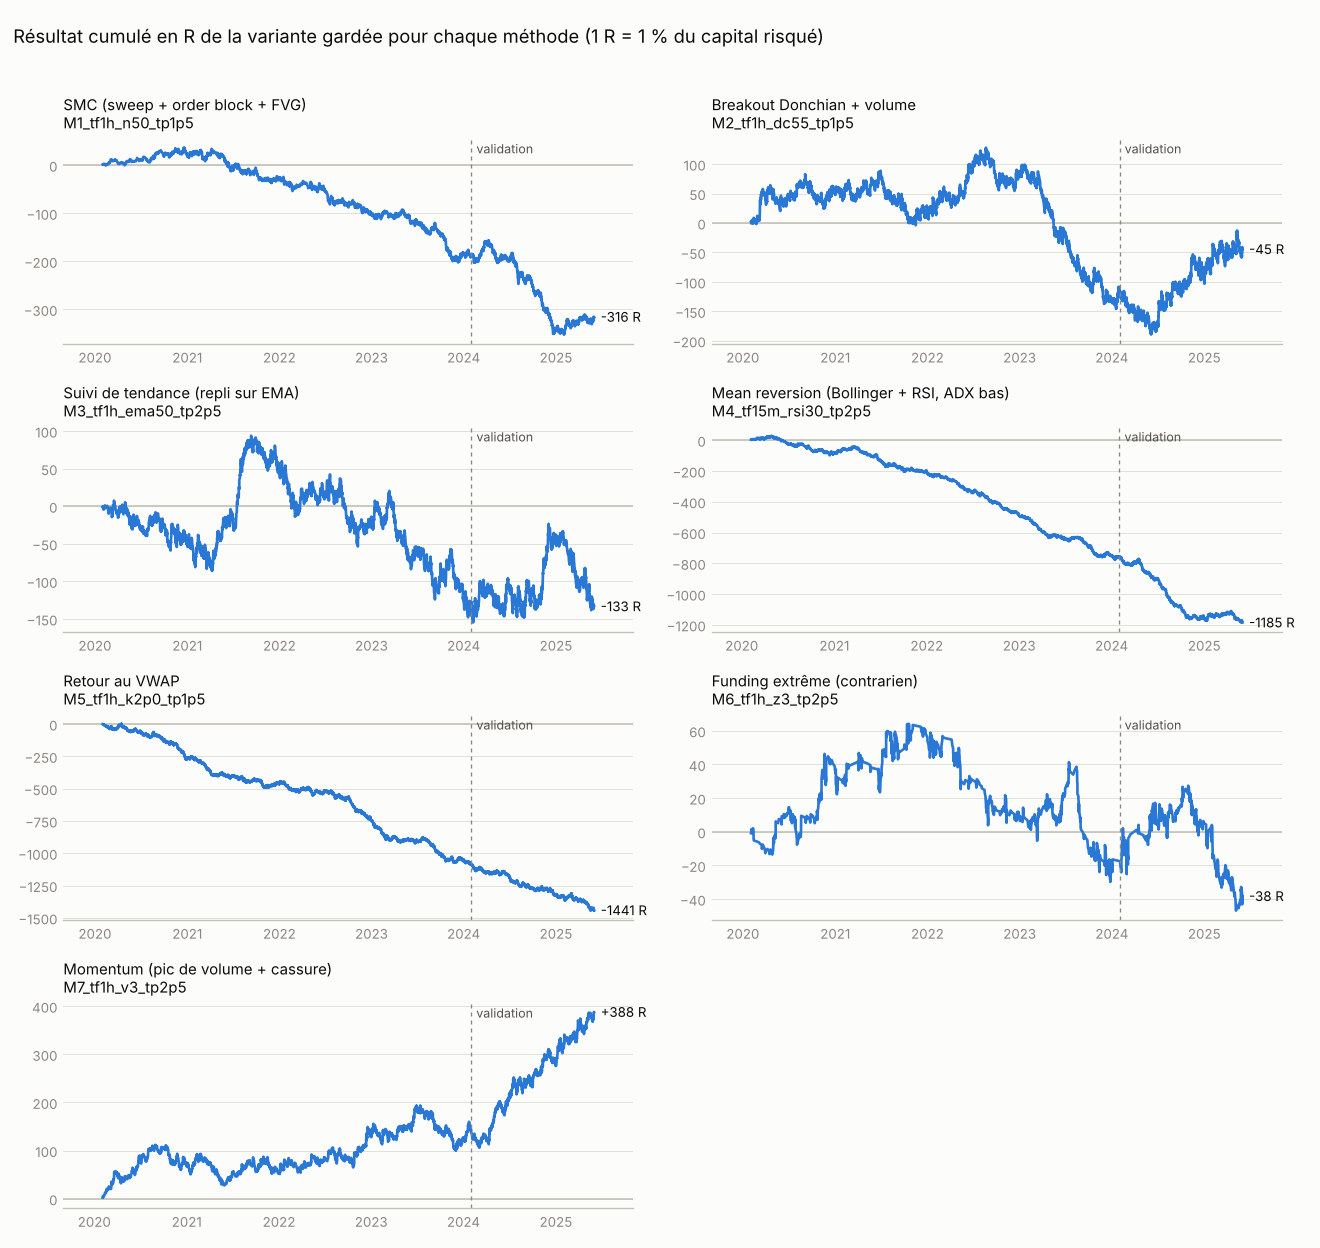 Résultat cumulé en R de la variante gardée pour chaque méthode (1 R = 1 % du capital risqué)
SMC (sweep + order block + FVG)
M1_tf1h_n50_tp1p5
validation
0
−100
−200
−300
-316 R
2020 2021 2022 2023 2024 2025
Breakout Donchian + volume
M2_tf1h_dc55_tp1p5
validation
100
50
0
−50
−100
−150
−200
-45 R
2020 2021 2022 2023 2024 2025
Suivi de tendance (repli sur EMA)
M3_tf1h_ema50_tp2p5
validation
100
50
0
−50
−100
−150
-133 R
2020 2021 2022 2023 2024 2025
Mean reversion (Bollinger + RSI, ADX bas)
M4_tf15m_rsi30_tp2p5
validation
0
−200
−400
−600
−800
−1000
−1200
-1185 R
2020 2021 2022 2023 2024 2025
Retour au VWAP
M5_tf1h_k2p0_tp1p5
validation
0
−250
−500
−750
−1000
−1250
−1500
-1441 R
2020 2021 2022 2023 2024 2025
Funding extrême (contrarien)
M6_tf1h_z3_tp2p5
validation
60
40
20
0
−20
−40
-38 R
2020 2021 2022 2023 2024 2025
Momentum (pic de volume + cassure)
M7_tf1h_v3_tp2p5
validation
400
300
200
100
0
+388 R
2020 2021 2022 2023 2024 2025